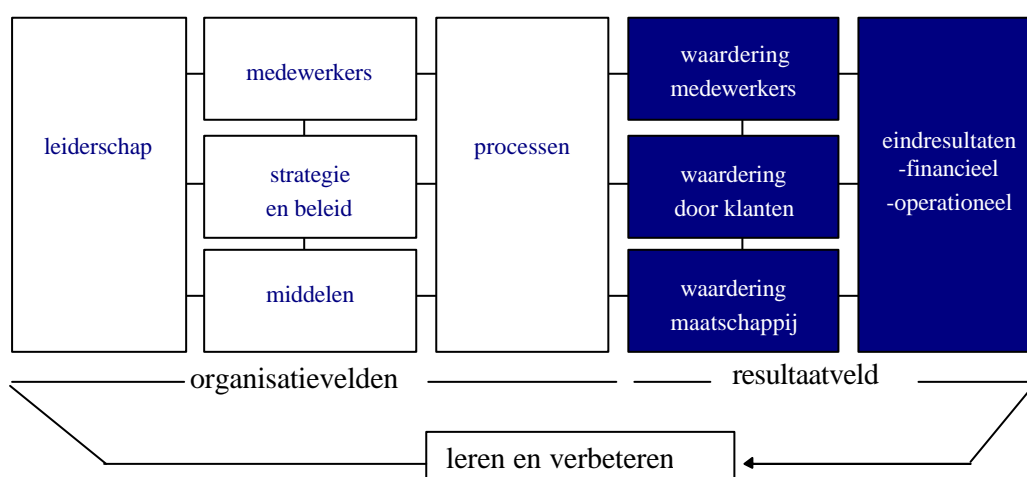 leiderschap
medewerkers
strategie
en beleid
middelen
processen
waardering
medewerkers
waardering
door klanten
waardering
maatschappij
eindresultaten
-financieel
-operationeel
organisatievelden
resultaatveld
leren en verbeteren